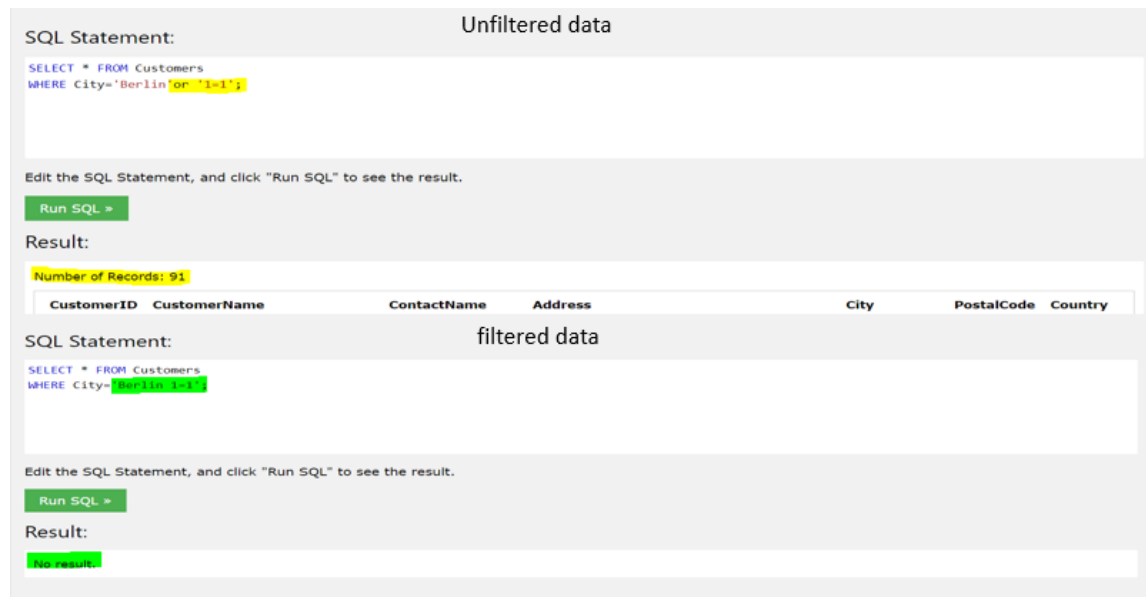 Unfiltered data
SQL Statement:
SELECT * FROM Customers
WHERE City='Berlin'or '1=1';
Edit the SQL Statement, and click "Run SQL" to see the result.
Run SQL »
Result:
Number of Records: 91
CustomerID CustomerName ContactName Address City PostalCode Country
filtered data
SQL Statement:
SELECT * FROM Customers
WHERE City='Berlin 1=1';
Edit the SQL Statement, and click "Run SQL" to see the result.
Run SQL »
Result:
No result.